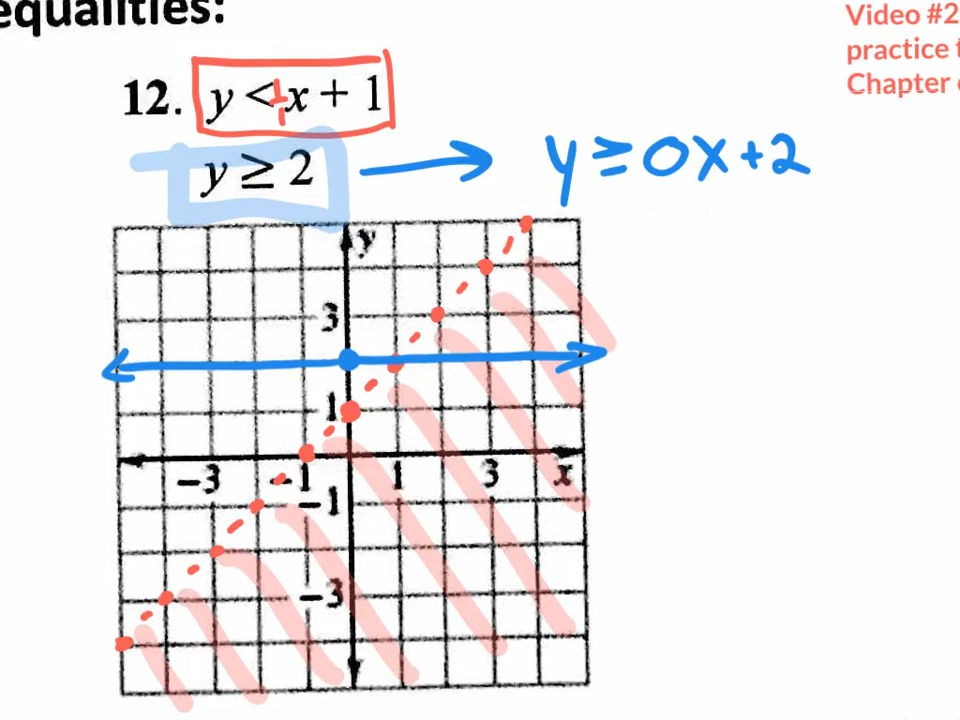 equalities:
Video #2
practice
Chapter
12. y < 1x + 1
y ≥ 2 → y ≥ 0x + 2
y
3
1
-3 -1 1 3 x
-1
-3